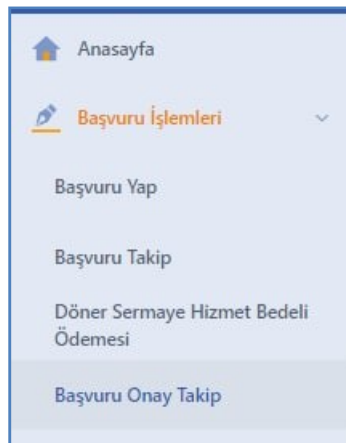 Anasayfa
Başvuru İşlemleri
Başvuru Yap
Başvuru Takip
Döner Sermaye Hizmet Bedeli
Ödemesi
Başvuru Onay Takip